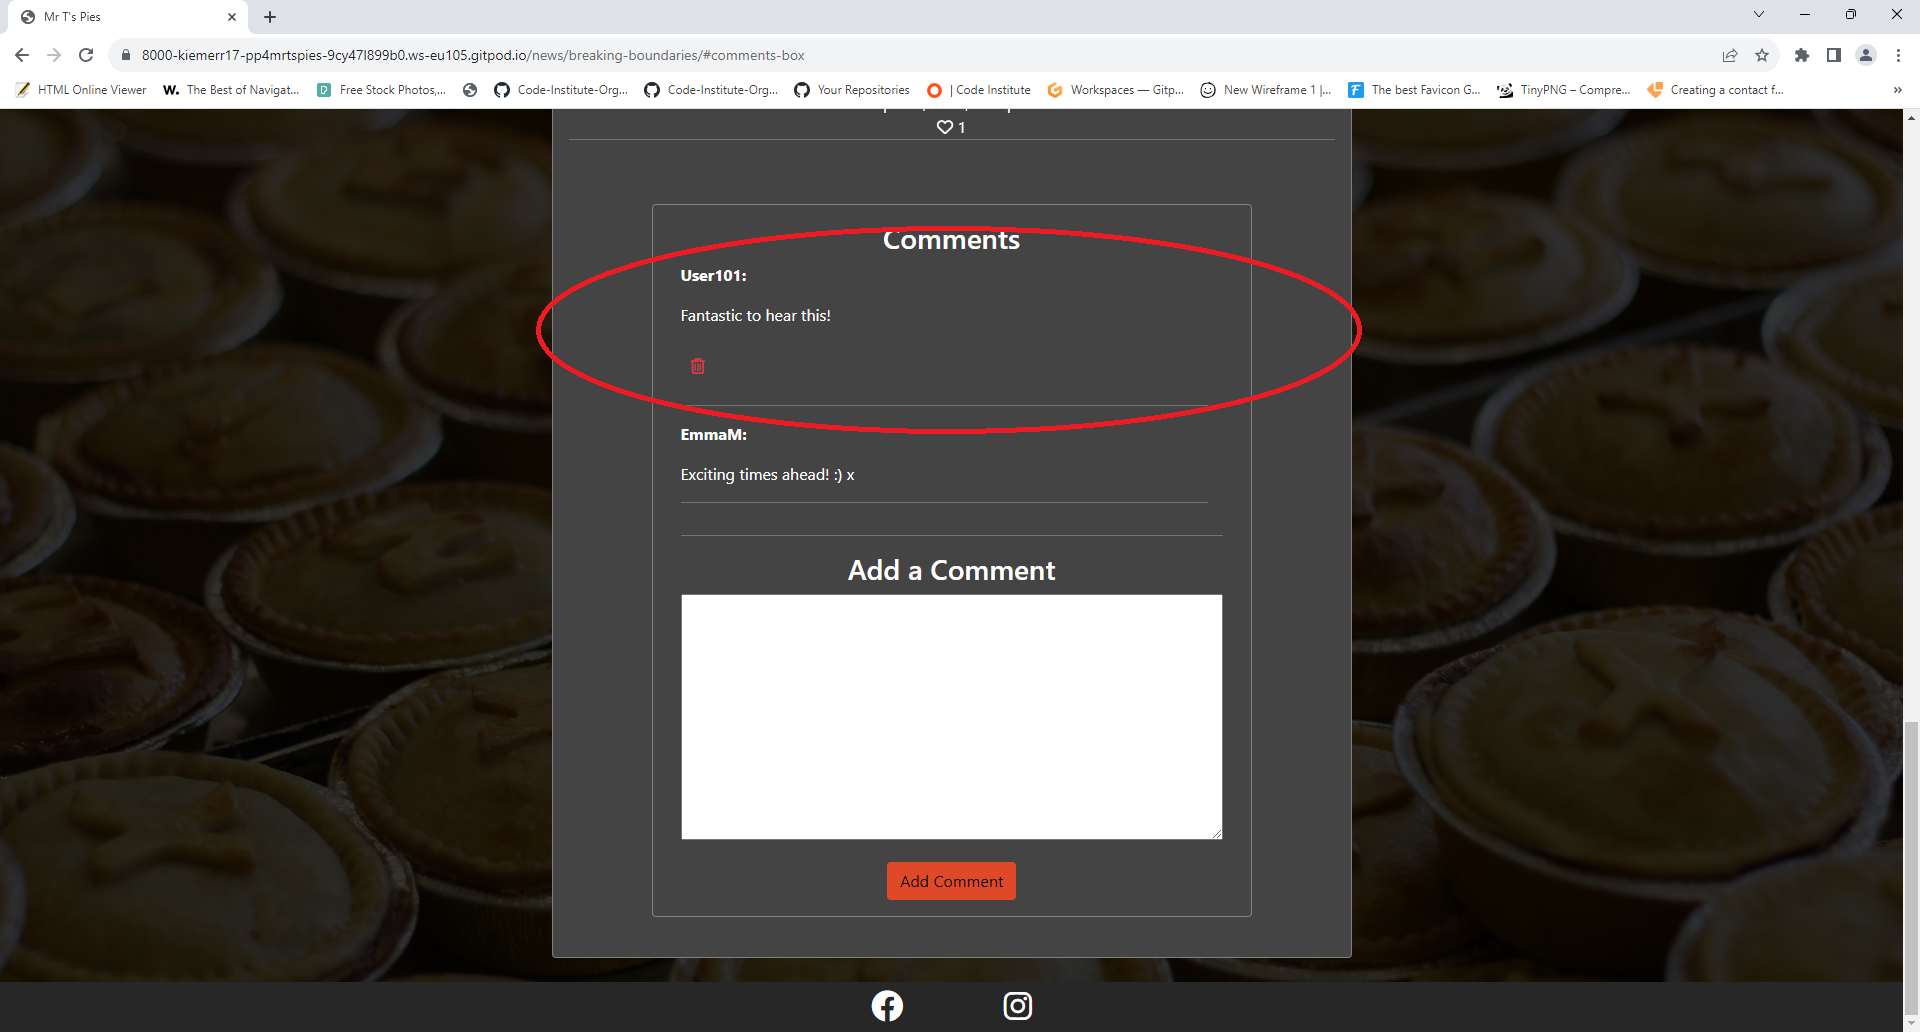 Mr T's Pies
8000-kiemerr17-pp4mrtspies-9cy47l899b0.ws-eu105.gitpod.io/news/breaking-boundaries/#comments-box
HTML Online Viewer
The Best of Navigat...
Free Stock Photos,...
Code-Institute-Org...
Code-Institute-Org...
Your Repositories
| Code Institute
Workspaces — Gitp...
New Wireframe 1 |...
The best Favicon G...
TinyPNG – Compre...
Creating a contact f...
»
1
Comments
User101:
Fantastic to hear this!
EmmaM:
Exciting times ahead! :) x
Add a Comment
Add Comment